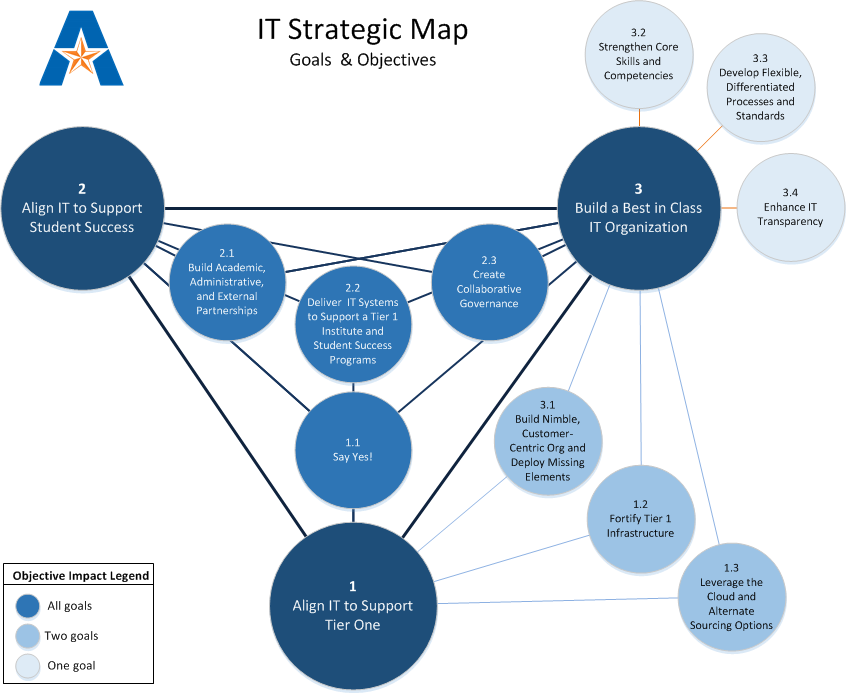 IT Strategic Map
Goals & Objectives
3.2
Strengthen Core
Skills and
Competencies
3.3
Develop Flexible,
Differentiated
Processes and
Standards
2
Align IT to Support
Student Success
3
Build a Best in Class
IT Organization
3.4
Enhance IT
Transparency
2.1
Build Academic,
Administrative,
and External
Partnerships
2.2
Deliver IT Systems
to Support a Tier 1
Institute and
Student Success
Programs
2.3
Create
Collaborative
Governance
3.1
Build Nimble,
Customer-
Centric Org and
Deploy Missing
Elements
1.1
Say Yes!
1.2
Fortify Tier 1
Infrastructure
1.3
Leverage the
Cloud and
Alternate
Sourcing Options
1
Align IT to Support
Tier One
Objective Impact Legend
All goals
Two goals
One goal